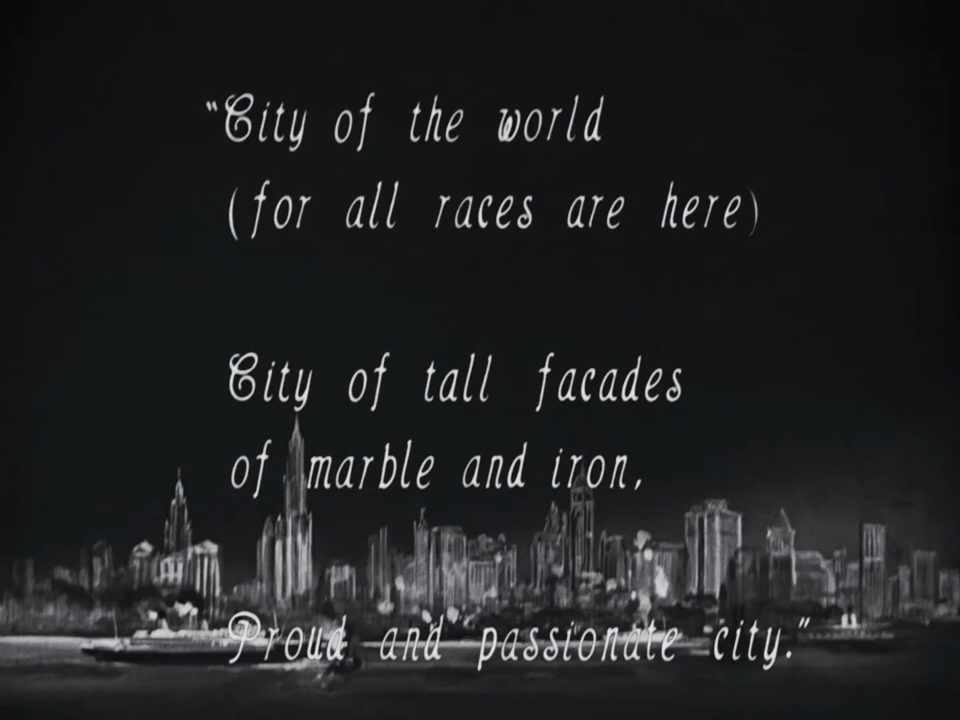 "City of the world
(for all races are here)
City of tall facades
of marble and iron,
Proud and passionate city."